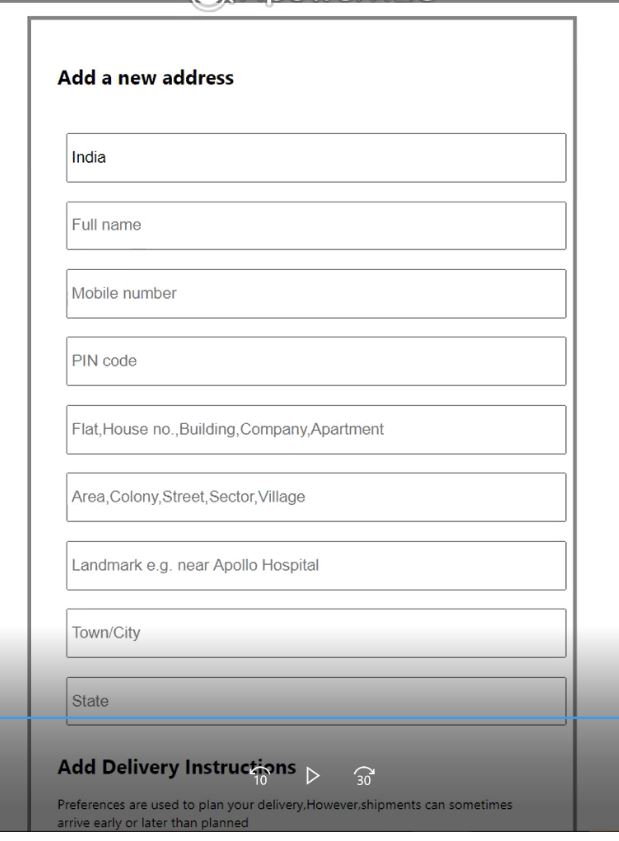 Add a new address
India
Full name
Mobile number
PIN code
Flat,House no.,Building,Company,Apartment
Area,Colony,Street,Sector,Village
Landmark e.g. near Apollo Hospital
Town/City
State
Add Delivery Instructions
10
30
Preferences are used to plan your delivery,However,shipments can sometimes
arrive early or later than planned